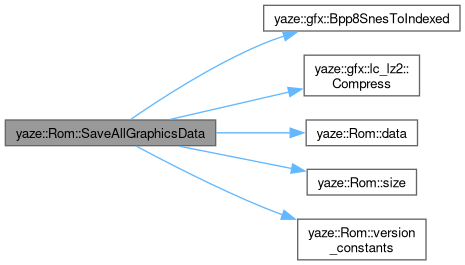 yaze::gfx::Bpp8SnesToIndexed
yaze::gfx::lc_lz2::
Compress
yaze::Rom::SaveAllGraphicsData
yaze::Rom::data
yaze::Rom::size
yaze::Rom::version
_constants